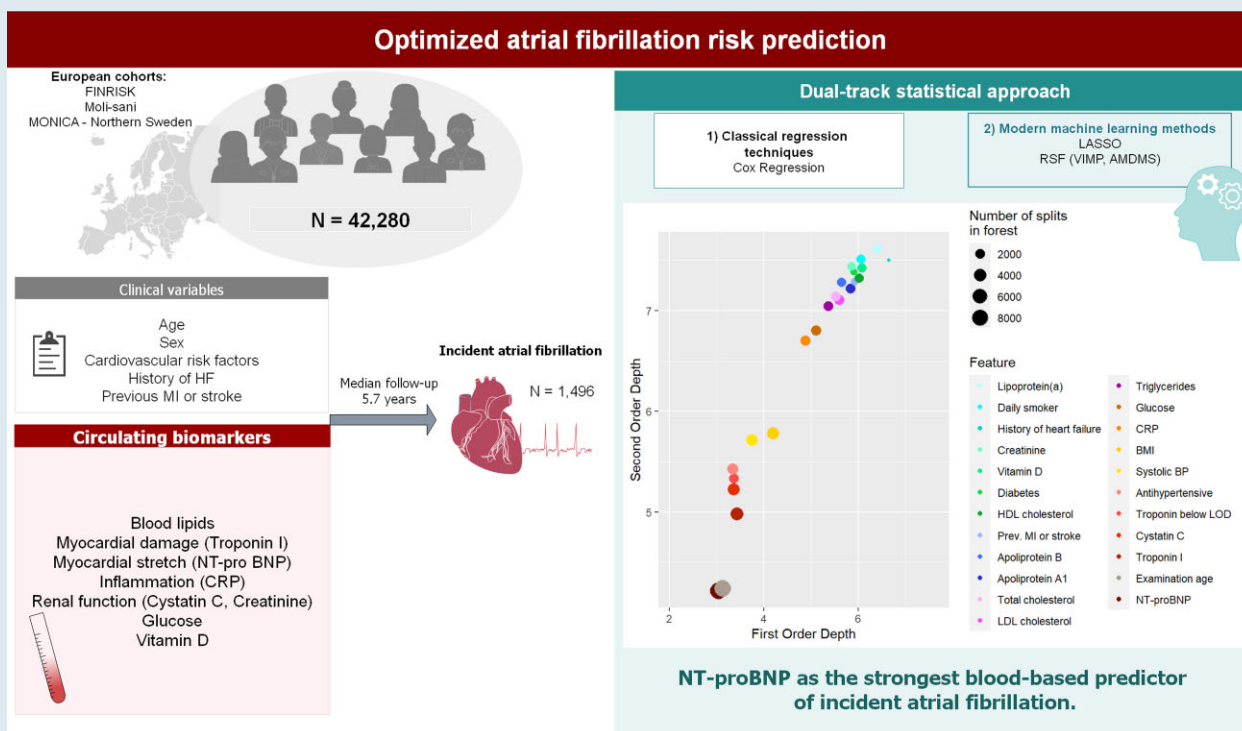 Optimized atrial fibrillation risk prediction
European cohorts:
FINRISK
Moli-sani
MONICA - Northern Sweden
N = 42,280
Clinical variables
Age
Sex
Cardiovascular risk factors
History of HF
Previous MI or stroke
Circulating biomarkers
Blood lipids
Myocardial damage (Troponin I)
Myocardial stretch (NT-pro BNP)
Inflammation (CRP)
Renal function (Cystatin C, Creatinine)
Glucose
Vitamin D
Median follow-up
5.7 years
Incident atrial fibrillation
N = 1,496
Dual-track statistical approach
1) Classical regression
techniques
Cox Regression
2) Modern machine learning methods
LASSO
RSF (VIMP, AMDMS)
Second Order Depth
7
6
5
2
4
6
First Order Depth
Number of splits
in forest
2000
4000
6000
8000
Feature
Lipoprotein(a)
Daily smoker
History of heart failure
Creatinine
Vitamin D
Diabetes
HDL cholesterol
Prev. MI or stroke
Apoliprotein B
Apoliprotein A1
Total cholesterol
LDL cholesterol
Triglycerides
Glucose
CRP
BMI
Systolic BP
Antihypertensive
Troponin below LOD
Cystatin C
Troponin I
Examination age
NT-proBNP
NT-proBNP as the strongest blood-based predictor
of incident atrial fibrillation.